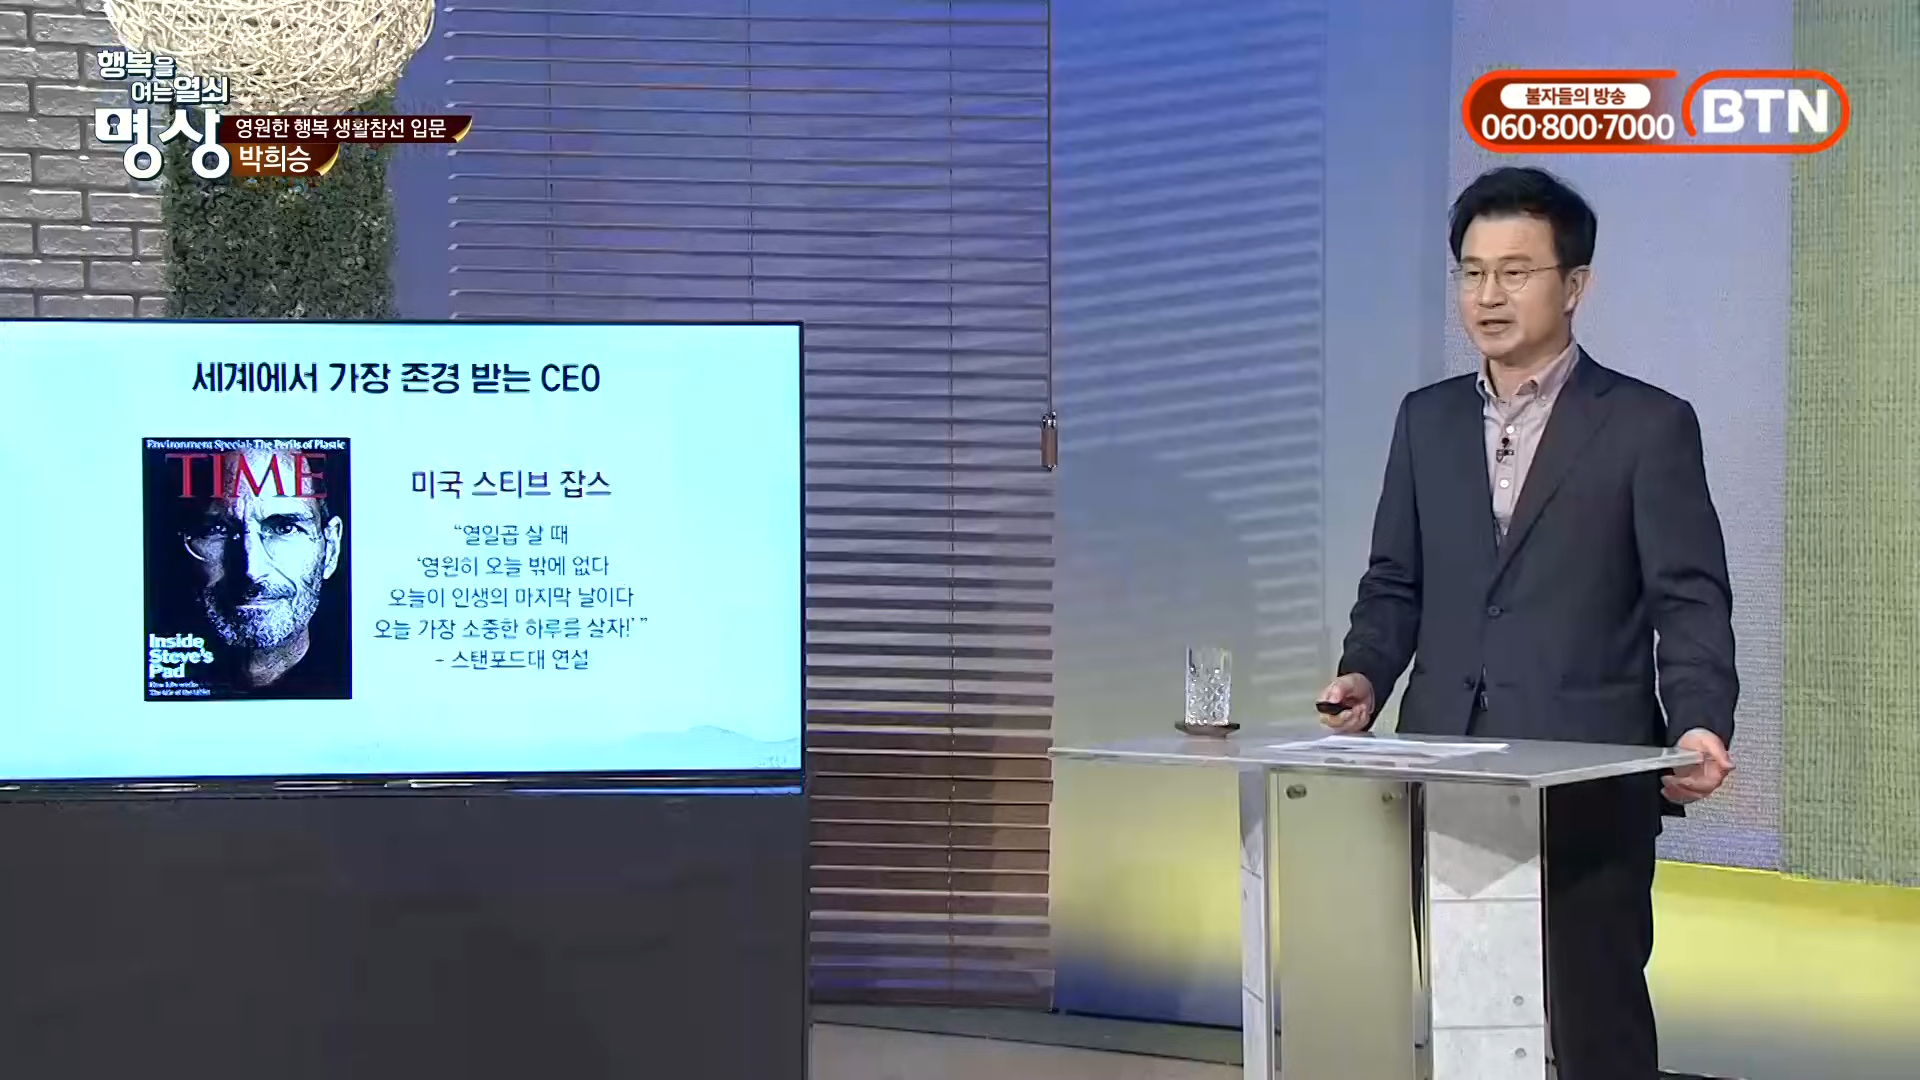 행복을
여는열쇠
명상
영원한 행복 생활참선 입문
박희승
불자들의 방송
060·800·7000
BTN
세계에서 가장 존경 받는 CEO
Environment Special: The Perils of Plastic
TIME
Inside
Steve's
Pad
미국 스티브 잡스
“열일곱 살 때
‘영원히 오늘 밖에 없다
오늘이 인생의 마지막 날이다
오늘 가장 소중한 하루를 살자!’”
- 스탠포드대 연설